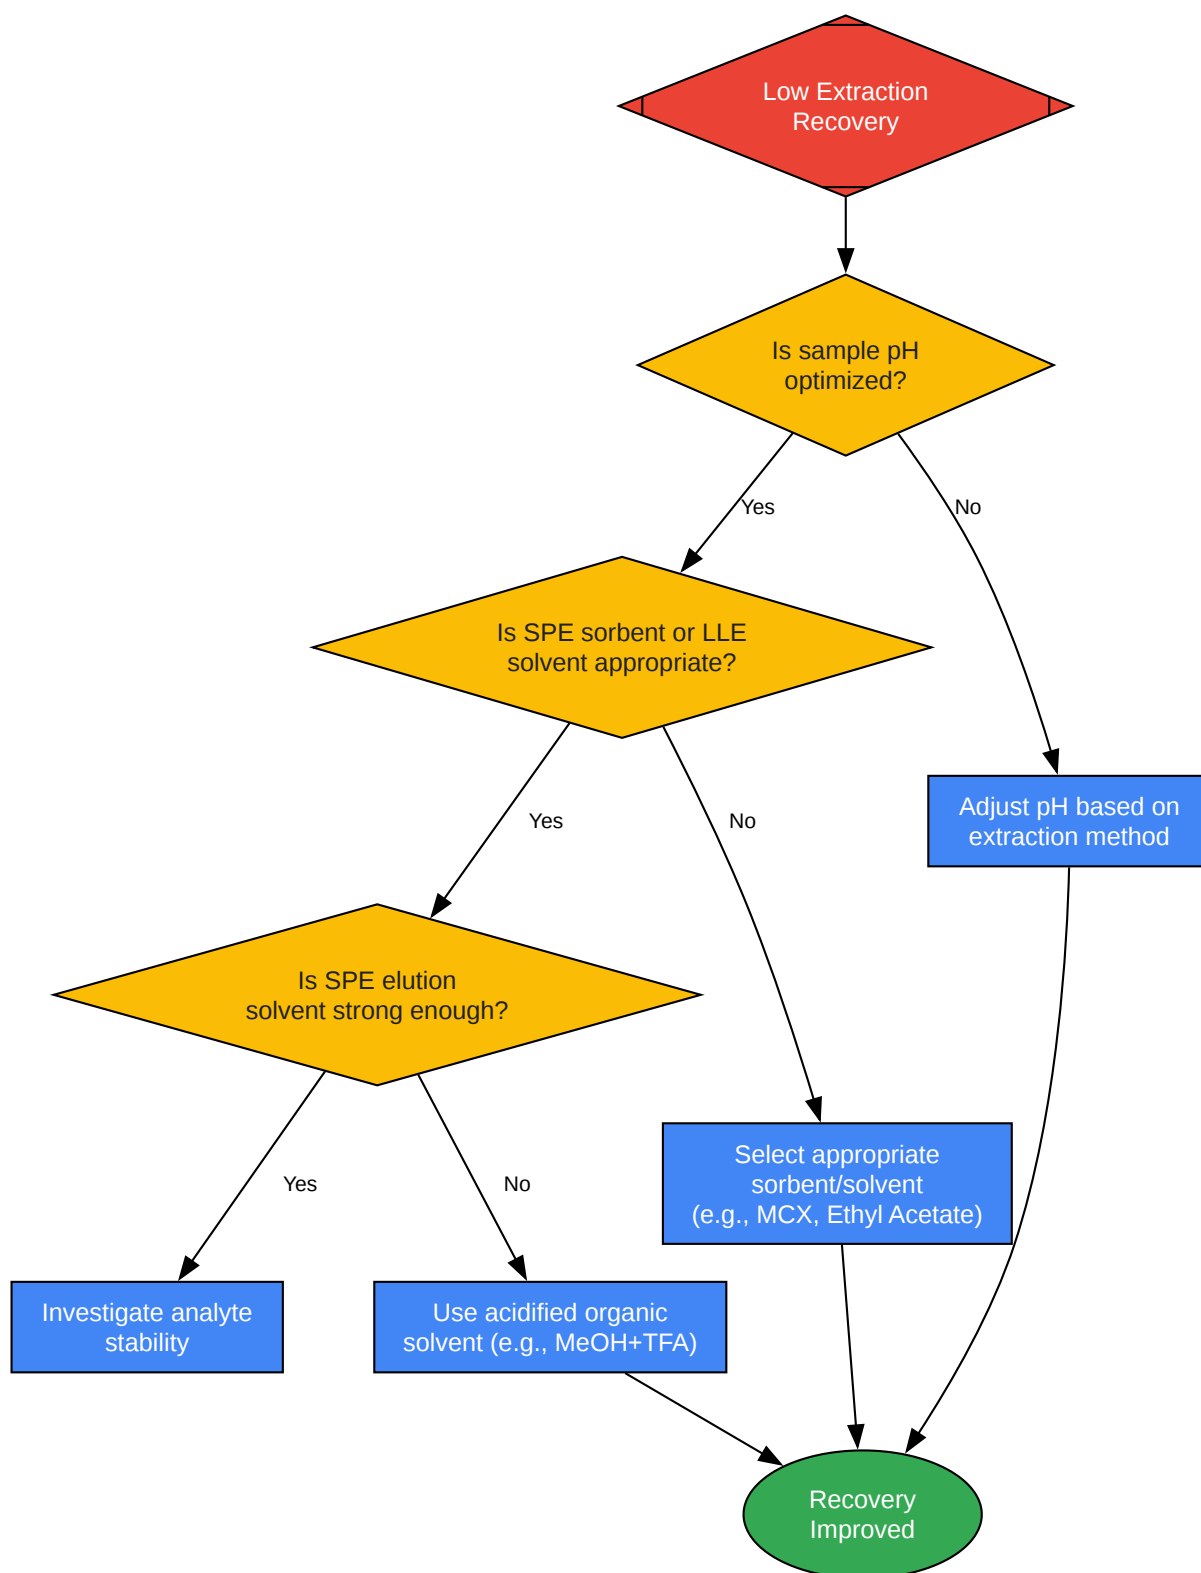 Low Extraction
Recovery
Is sample pH
optimized?
Yes
No
Is SPE sorbent or LLE
solvent appropriate?
Adjust pH based on
extraction method
Yes
No
Is SPE elution
solvent strong enough?
Select appropriate
sorbent/solvent
(e.g., MCX, Ethyl Acetate)
Yes
No
Investigate analyte
stability
Use acidified organic
solvent (e.g., MeOH+TFA)
Recovery
Improved